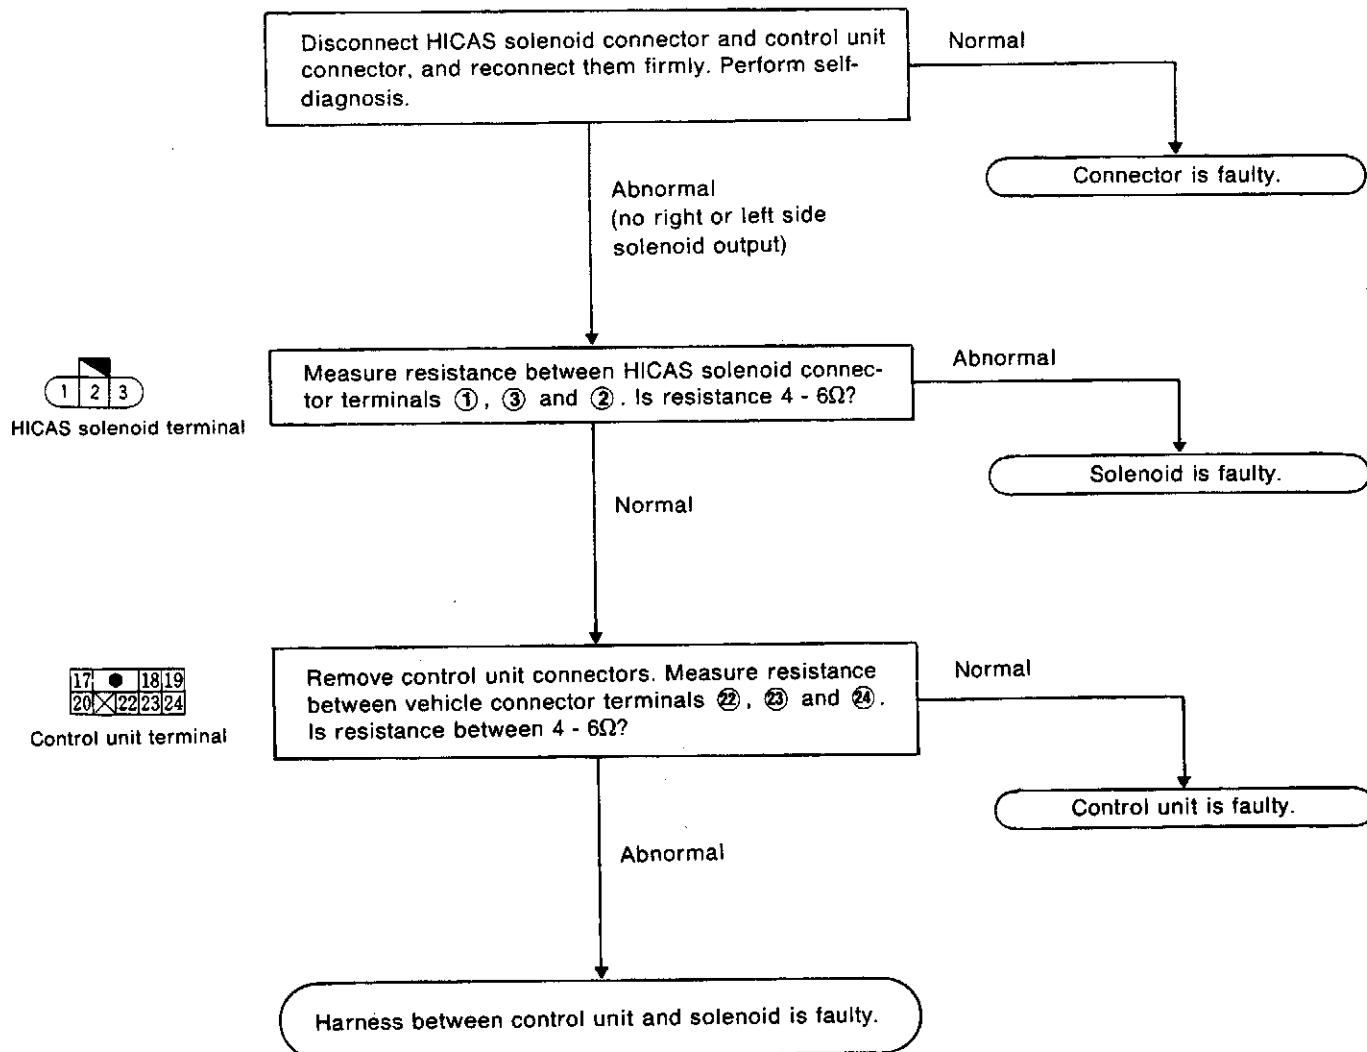 Disconnect HICAS solenoid connector and control unit
connector, and reconnect them firmly. Perform self-
diagnosis.
Normal
Connector is faulty.
Abnormal
(no right or left side
solenoid output)
1 2 3
HICAS solenoid terminal
Measure resistance between HICAS solenoid connec-
tor terminals ①, ③ and ②. Is resistance 4 - 6Ω?
Abnormal
Solenoid is faulty.
Normal
17 18 19
20 22 23 24
Control unit terminal
Remove control unit connectors. Measure resistance
between vehicle connector terminals ㉒, ㉓ and ㉔.
Is resistance between 4 - 6Ω?
Normal
Control unit is faulty.
Abnormal
Harness between control unit and solenoid is faulty.